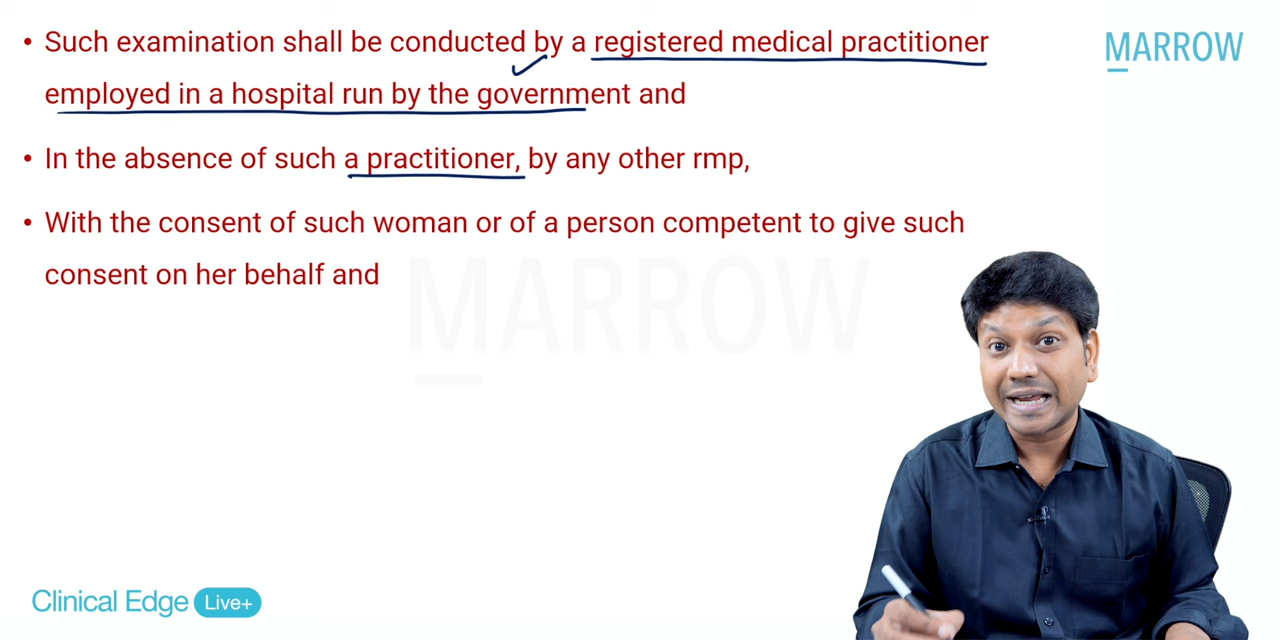 • Such examination shall be conducted by a registered medical practitioner
MARROW
employed in a hospital run by the government and
• In the absence of such a practitioner, by any other rmp,
• With the consent of such woman or of a person competent to give such
consent on her behalf and
MARROW
Clinical Edge Live+